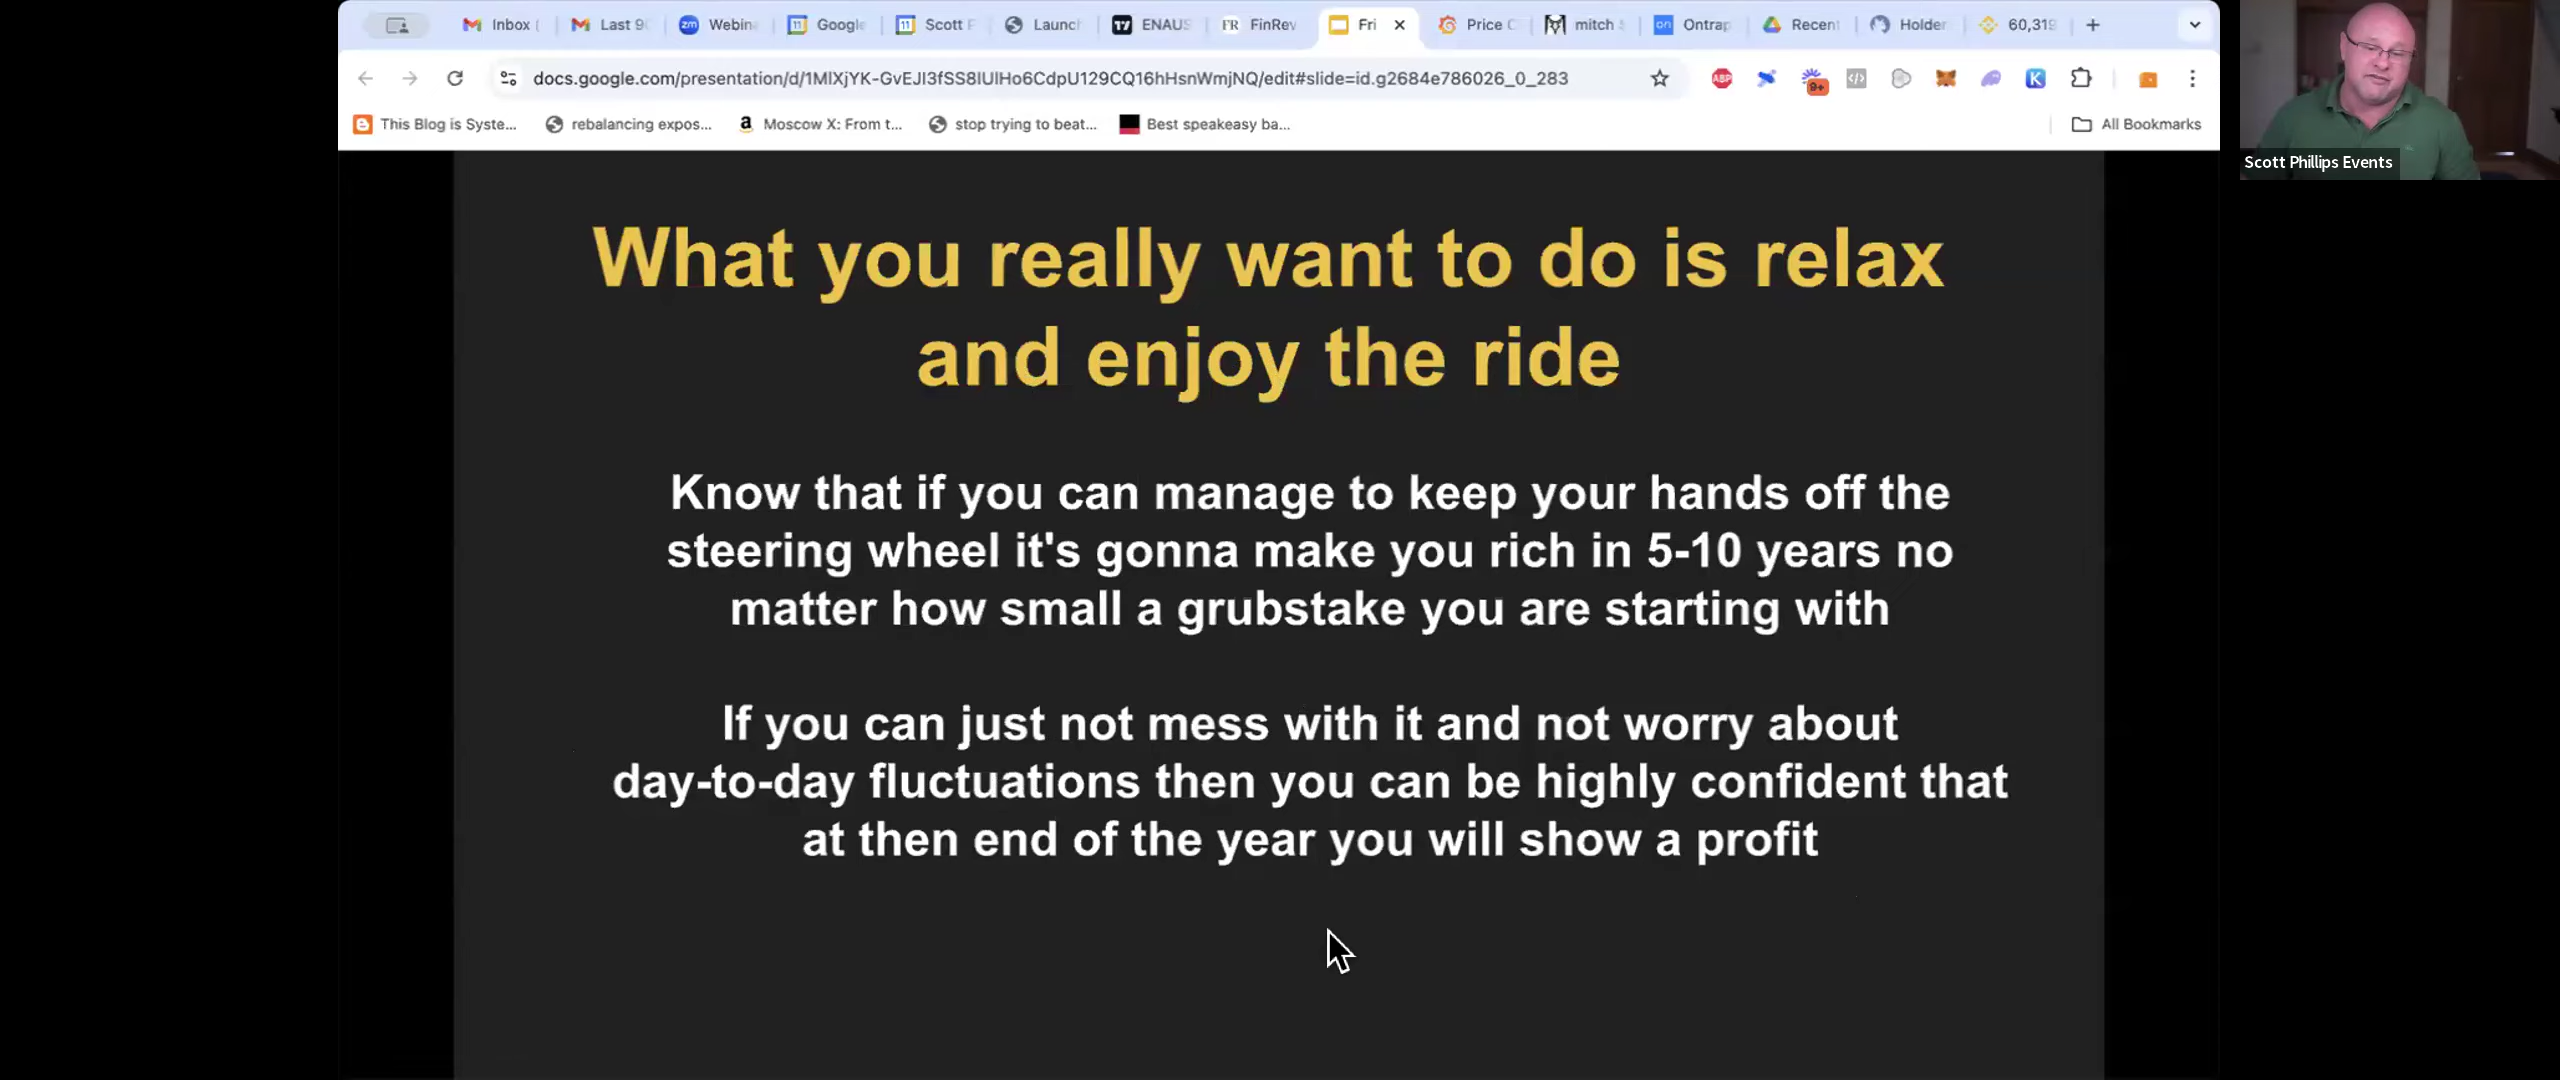 Inbox (
Last 9
Webin
Google
Scott P
Launch
ENAUS
FinRev
Fri
Price C
mitch s
Ontrap
Recent
Holder
60,319
docs.google.com/presentation/d/1MlXjYK-GvEJl3fSS8lUlHo6CdpU129CQ16hHsnWmjNQ/edit#slide=id.g2684e786026_0_283
ABP
9+
This Blog is Syste...
rebalancing expos...
Moscow X: From t...
stop trying to beat...
Best speakeasy ba...
All Bookmarks
Scott Phillips Events
What you really want to do is relax
and enjoy the ride
Know that if you can manage to keep your hands off the
steering wheel it's gonna make you rich in 5-10 years no
matter how small a grubstake you are starting with
If you can just not mess with it and not worry about
day-to-day fluctuations then you can be highly confident that
at then end of the year you will show a profit